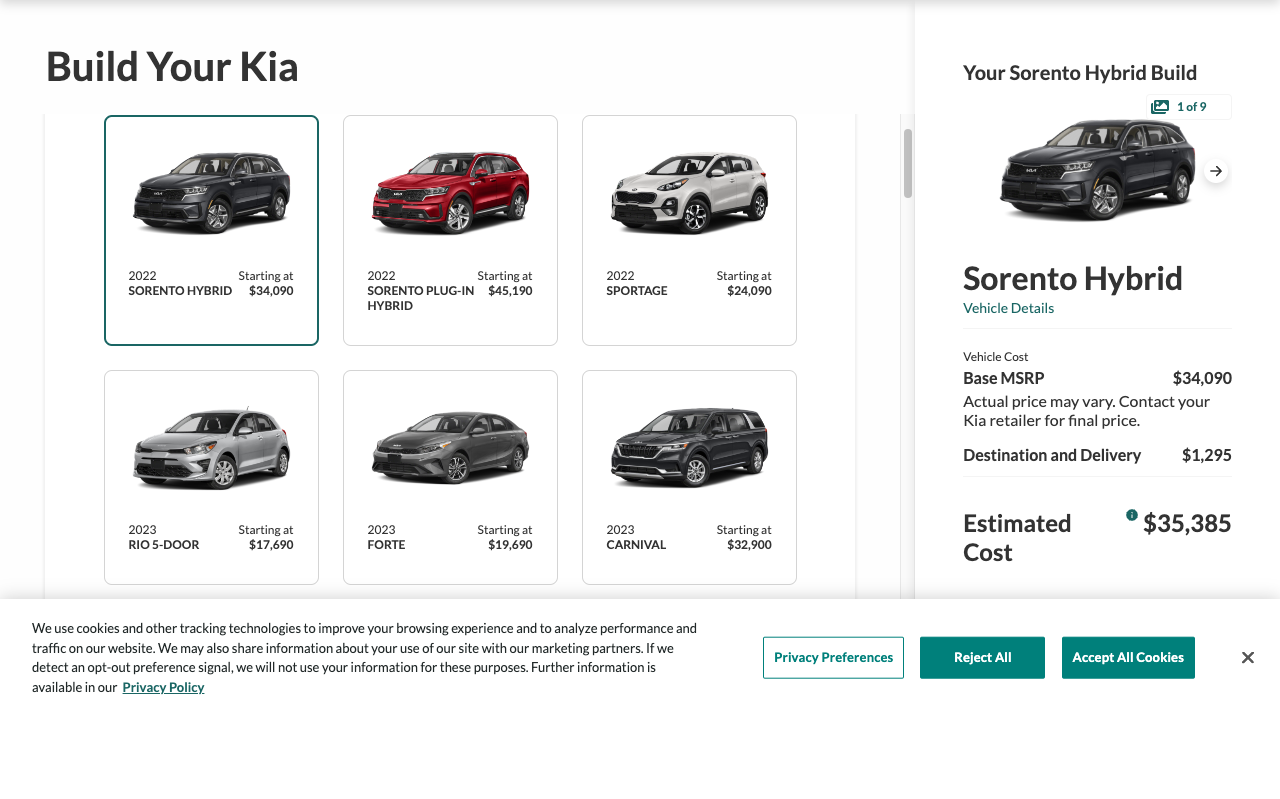 Build Your Kia
2022 Starting at
SORENTO HYBRID $34,090
2022 Starting at
SORENTO PLUG-IN $45,190
HYBRID
2022 Starting at
SPORTAGE $24,090
2023 Starting at
RIO 5-DOOR $17,690
2023 Starting at
FORTE $19,690
2023 Starting at
CARNIVAL $32,900
Your Sorento Hybrid Build
1 of 9
Sorento Hybrid
Vehicle Details
Vehicle Cost
Base MSRP $34,090
Actual price may vary. Contact your
Kia retailer for final price.
Destination and Delivery $1,295
Estimated $35,385
Cost
We use cookies and other tracking technologies to improve your browsing experience and to analyze performance and
traffic on our website. We may also share information about your use of our site with our marketing partners. If we
detect an opt-out preference signal, we will not use your information for these purposes. Further information is
available in our Privacy Policy
Privacy Preferences
Reject All
Accept All Cookies